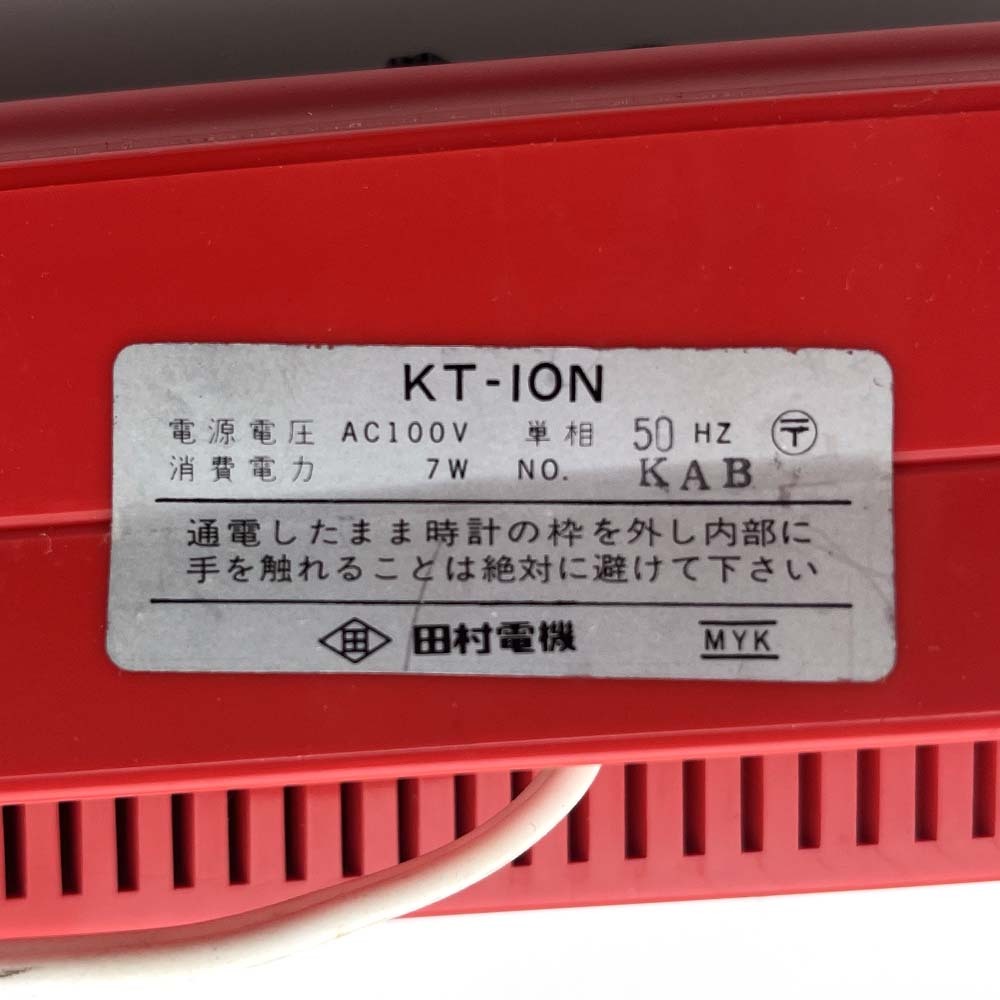 KT-10N
電源電圧 AC100V 単相 50 HZ 〶
消費電力 7W NO. KAB
通電したまま時計の枠を外し内部に
手を触れることは絶対に避けて下さい
田 田村電機 MYK